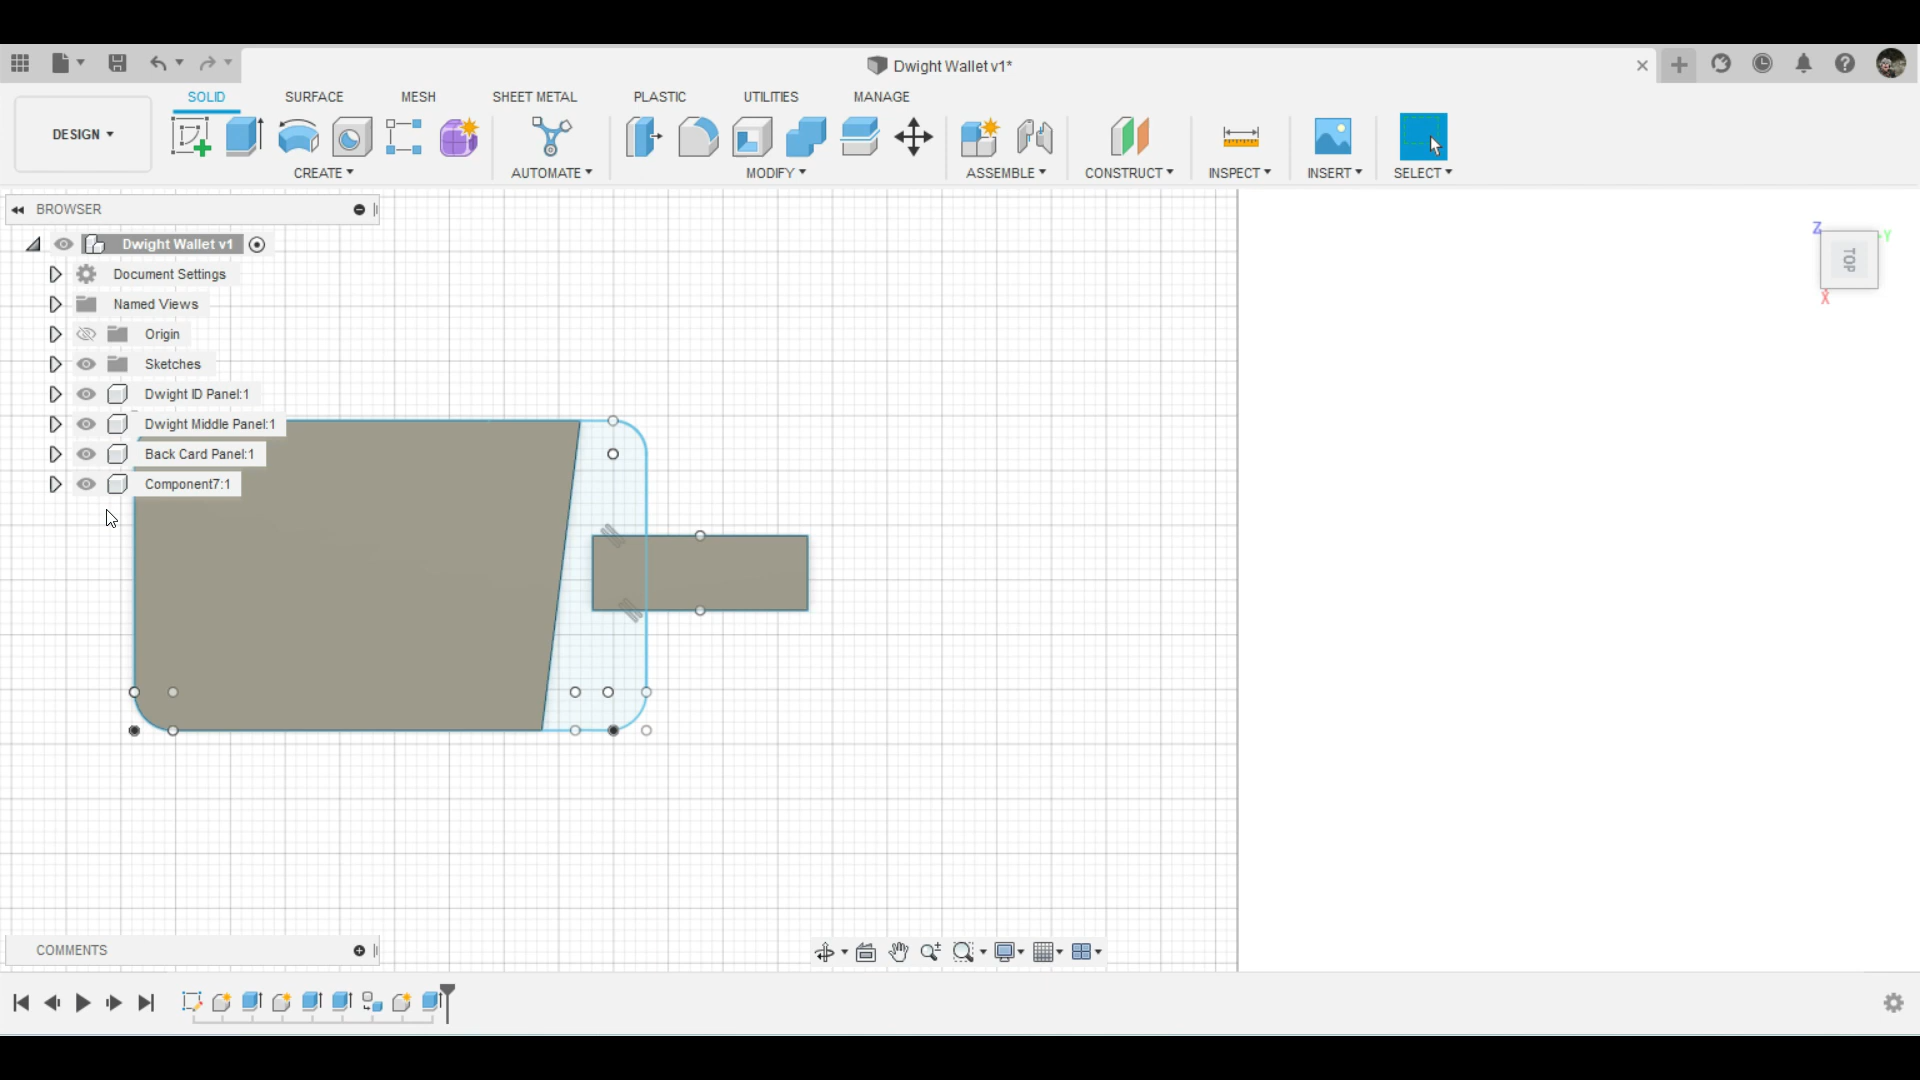 Dwight Wallet v1*
SOLID SURFACE MESH SHEET METAL PLASTIC UTILITIES MANAGE
DESIGN
CREATE AUTOMATE MODIFY ASSEMBLE CONSTRUCT INSPECT INSERT SELECT
BROWSER
Dwight Wallet v1
Document Settings
Named Views
Origin
Sketches
Dwight ID Panel:1
Dwight Middle Panel:1
Back Card Panel:1
Component7:1
Z
Y
TOP
X
COMMENTS